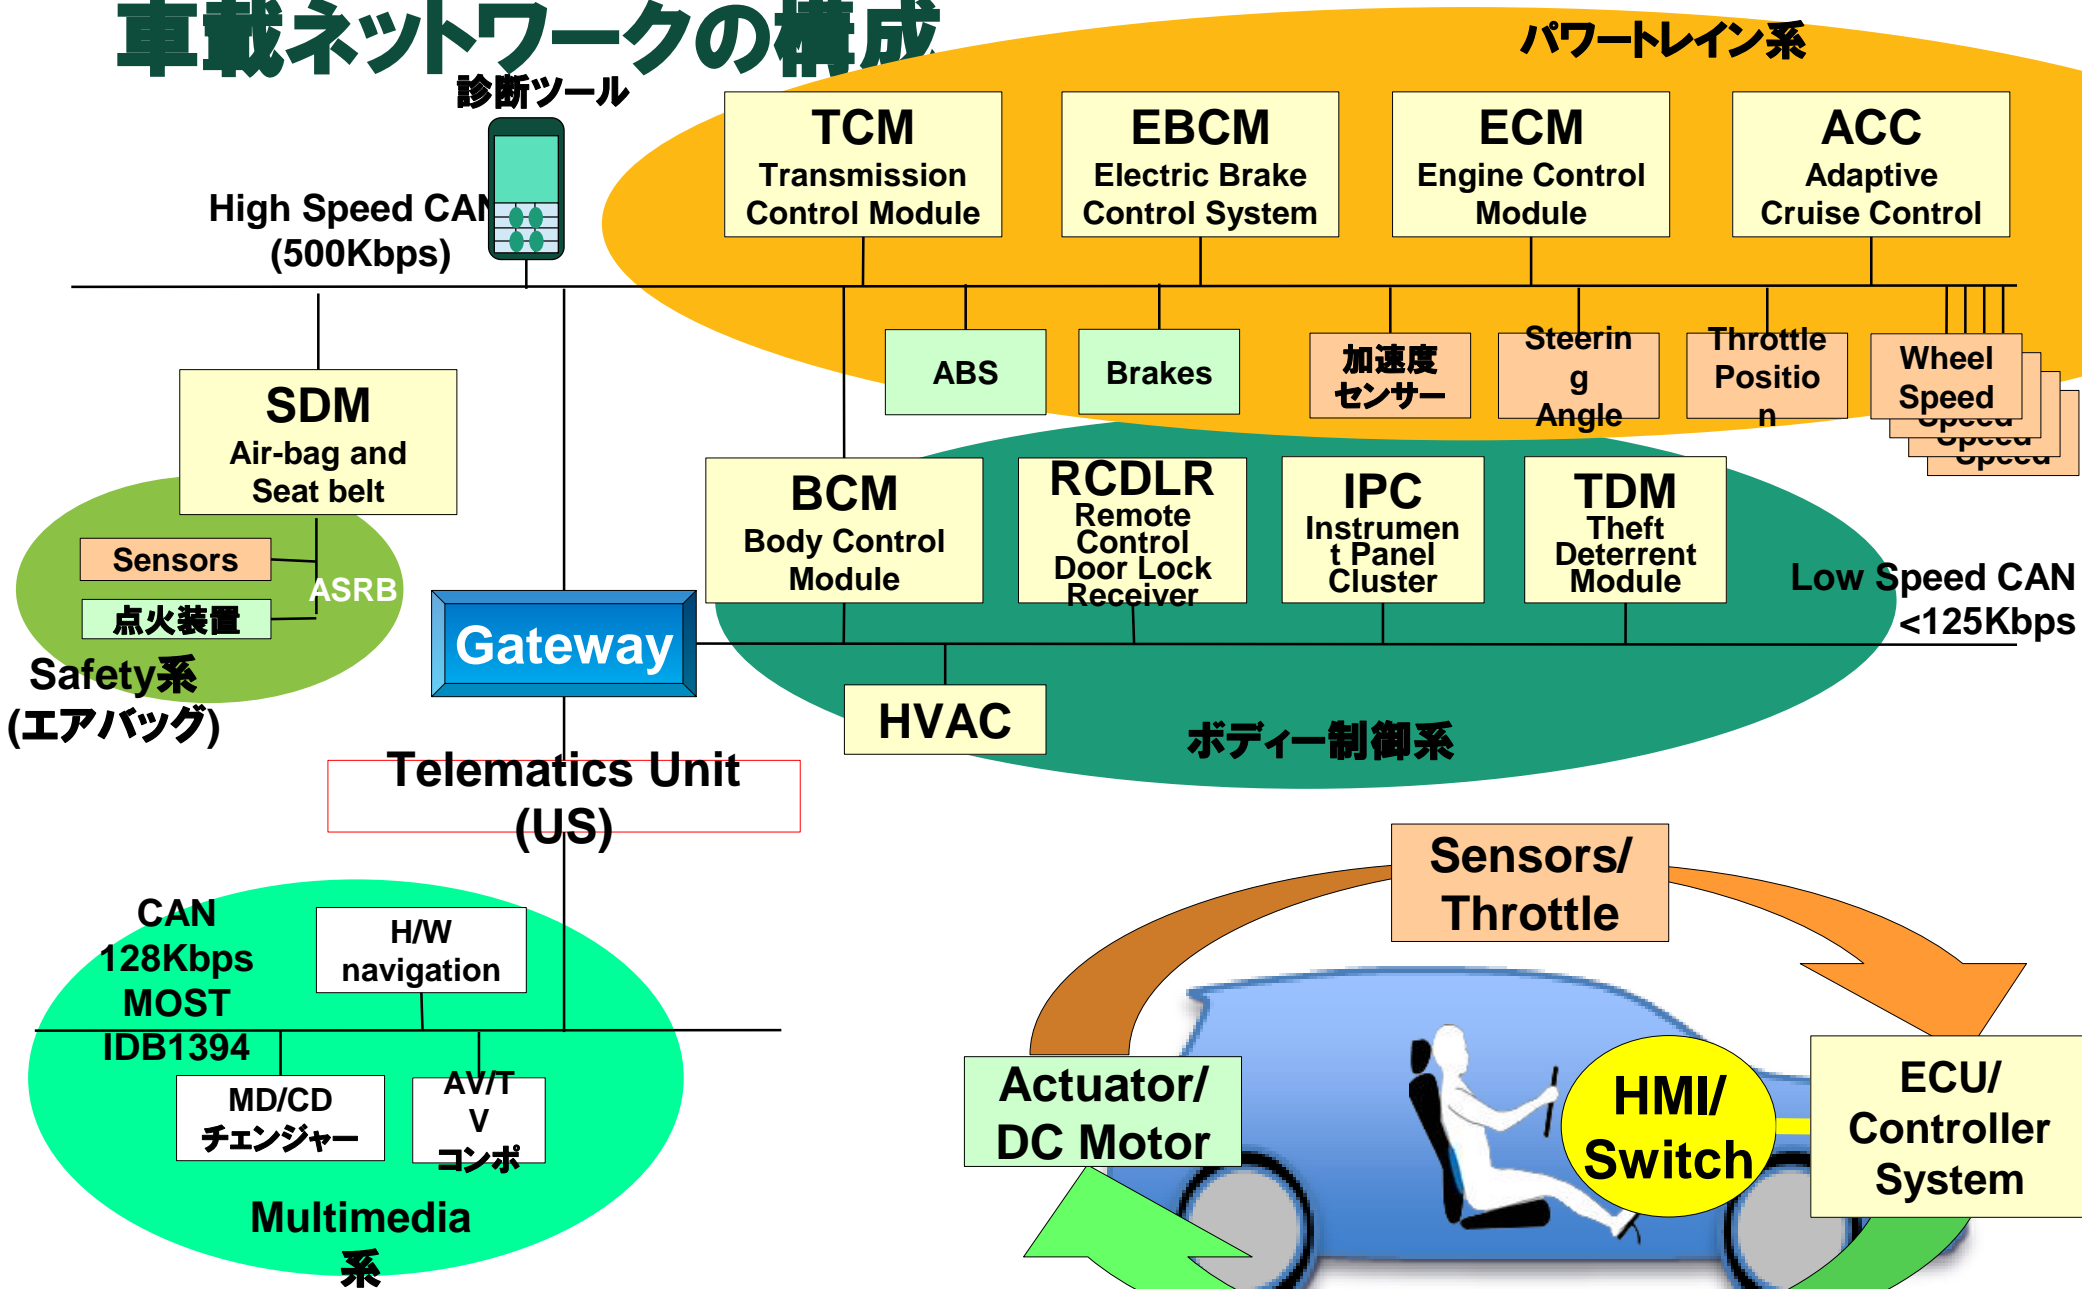 車載ネットワークの構成
パワートレイン系
診断ツール
TCM
Transmission
Control Module
EBCM
Electric Brake
Control System
ECM
Engine Control
Module
ACC
Adaptive
Cruise Control
High Speed CAN
(500Kbps)
ABS
Brakes
加速度
センサー
Steerin
g
Angle
Throttle
Positio
n
Wheel
Speed
Speed
Speed
Speed
SDM
Air-bag and
Seat belt
Sensors
ASRB
点火装置
Safety系
(エアバッグ)
BCM
Body Control
Module
RCDLR
Remote
Control
Door Lock
Receiver
IPC
Instrumen
t Panel
Cluster
TDM
Theft
Deterrent
Module
Low Speed CAN
<125Kbps
Gateway
HVAC
ボディー制御系
Telematics Unit
(US)
CAN
128Kbps
MOST
IDB1394
H/W
navigation
MD/CD
チェンジャー
AV/T
V
コンポ
Multimedia
系
Sensors/
Throttle
Actuator/
DC Motor
HMI/
Switch
ECU/
Controller
System